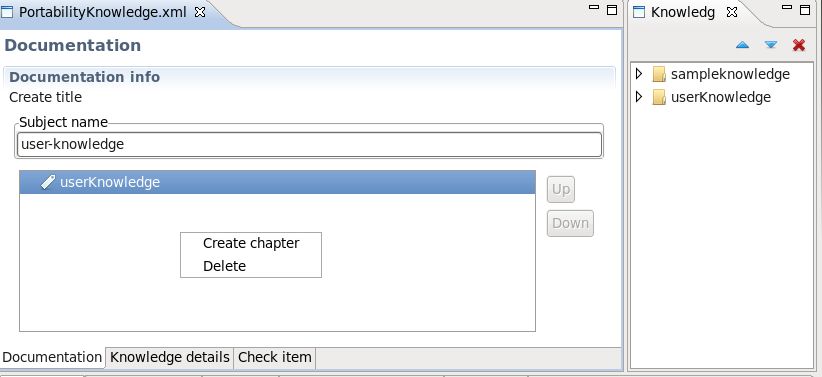 PortabilityKnowledge.xml
Documentation
Documentation info
Create title
Subject name
user-knowledge
userKnowledge
Up
Down
Create chapter
Delete
Documentation Knowledge details Check item
Knowledg
sampleknowledge
userKnowledge